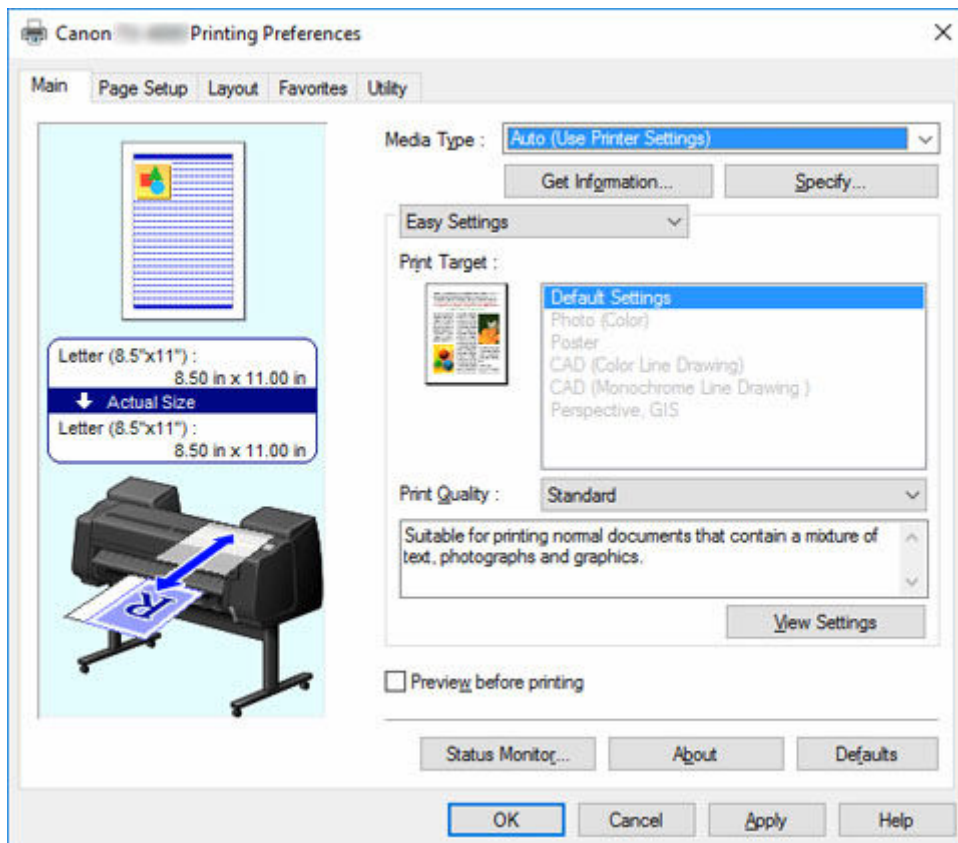 Canon Printing Preferences
Main Page Setup Layout Favorites Utility
Media Type : Auto (Use Printer Settings)
Get Information... Specify...
Easy Settings
Print Target :
Default Settings
Photo (Color)
Poster
CAD (Color Line Drawing)
CAD (Monochrome Line Drawing )
Perspective, GIS
Letter (8.5"x11") :
8.50 in x 11.00 in
Actual Size
Letter (8.5"x11") :
8.50 in x 11.00 in
R
Print Quality : Standard
Suitable for printing normal documents that contain a mixture of
text, photographs and graphics.
View Settings
Preview before printing
Status Monitor... About Defaults
OK Cancel Apply Help